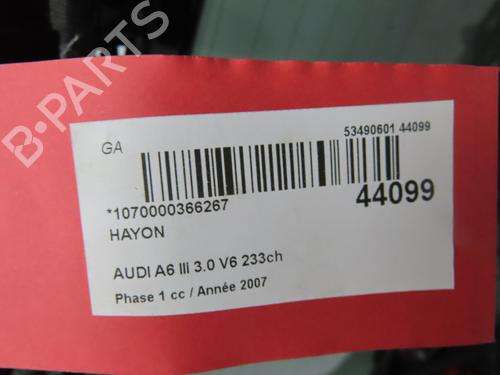 B-PARTS
GA
53490601 44099
*1070000366267
44099
HAYON
AUDI A6 III 3.0 V6 233ch
Phase 1 cc / Année 2007